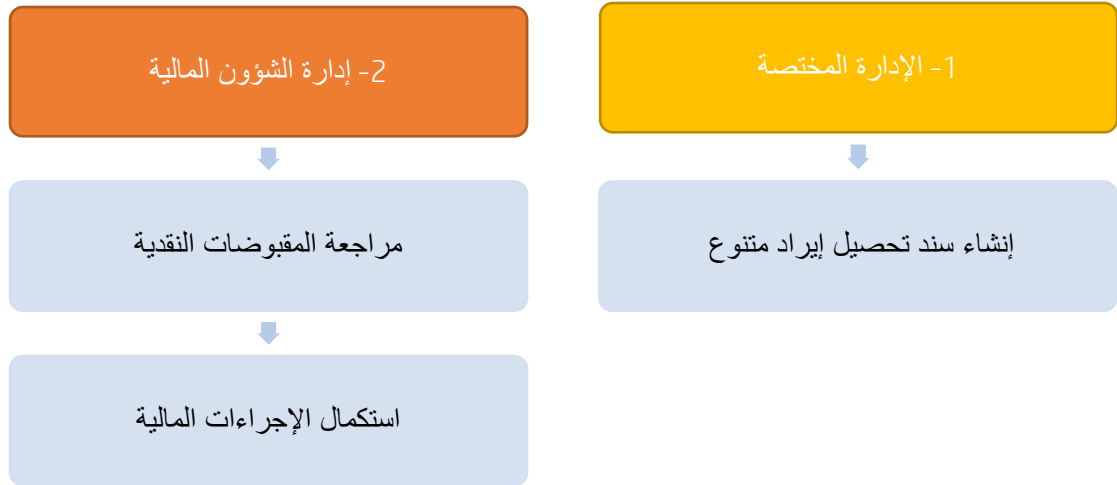 1- الإدارة المختصة
إنشاء سند تحصيل إيراد متنوع
2- إدارة الشؤون المالية
مراجعة المقبوضات النقدية
استكمال الإجراءات المالية